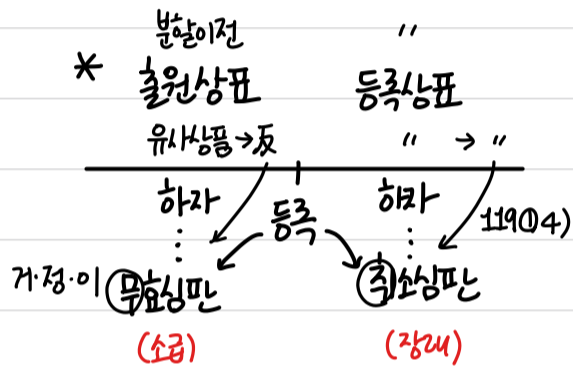 분할이전 〃
* 출원상표 등록상표
유사상품→反 〃 → 〃
하자 등록 하자 119①4)
거·정·이 무효심판 취소심판
(소급) (장래)